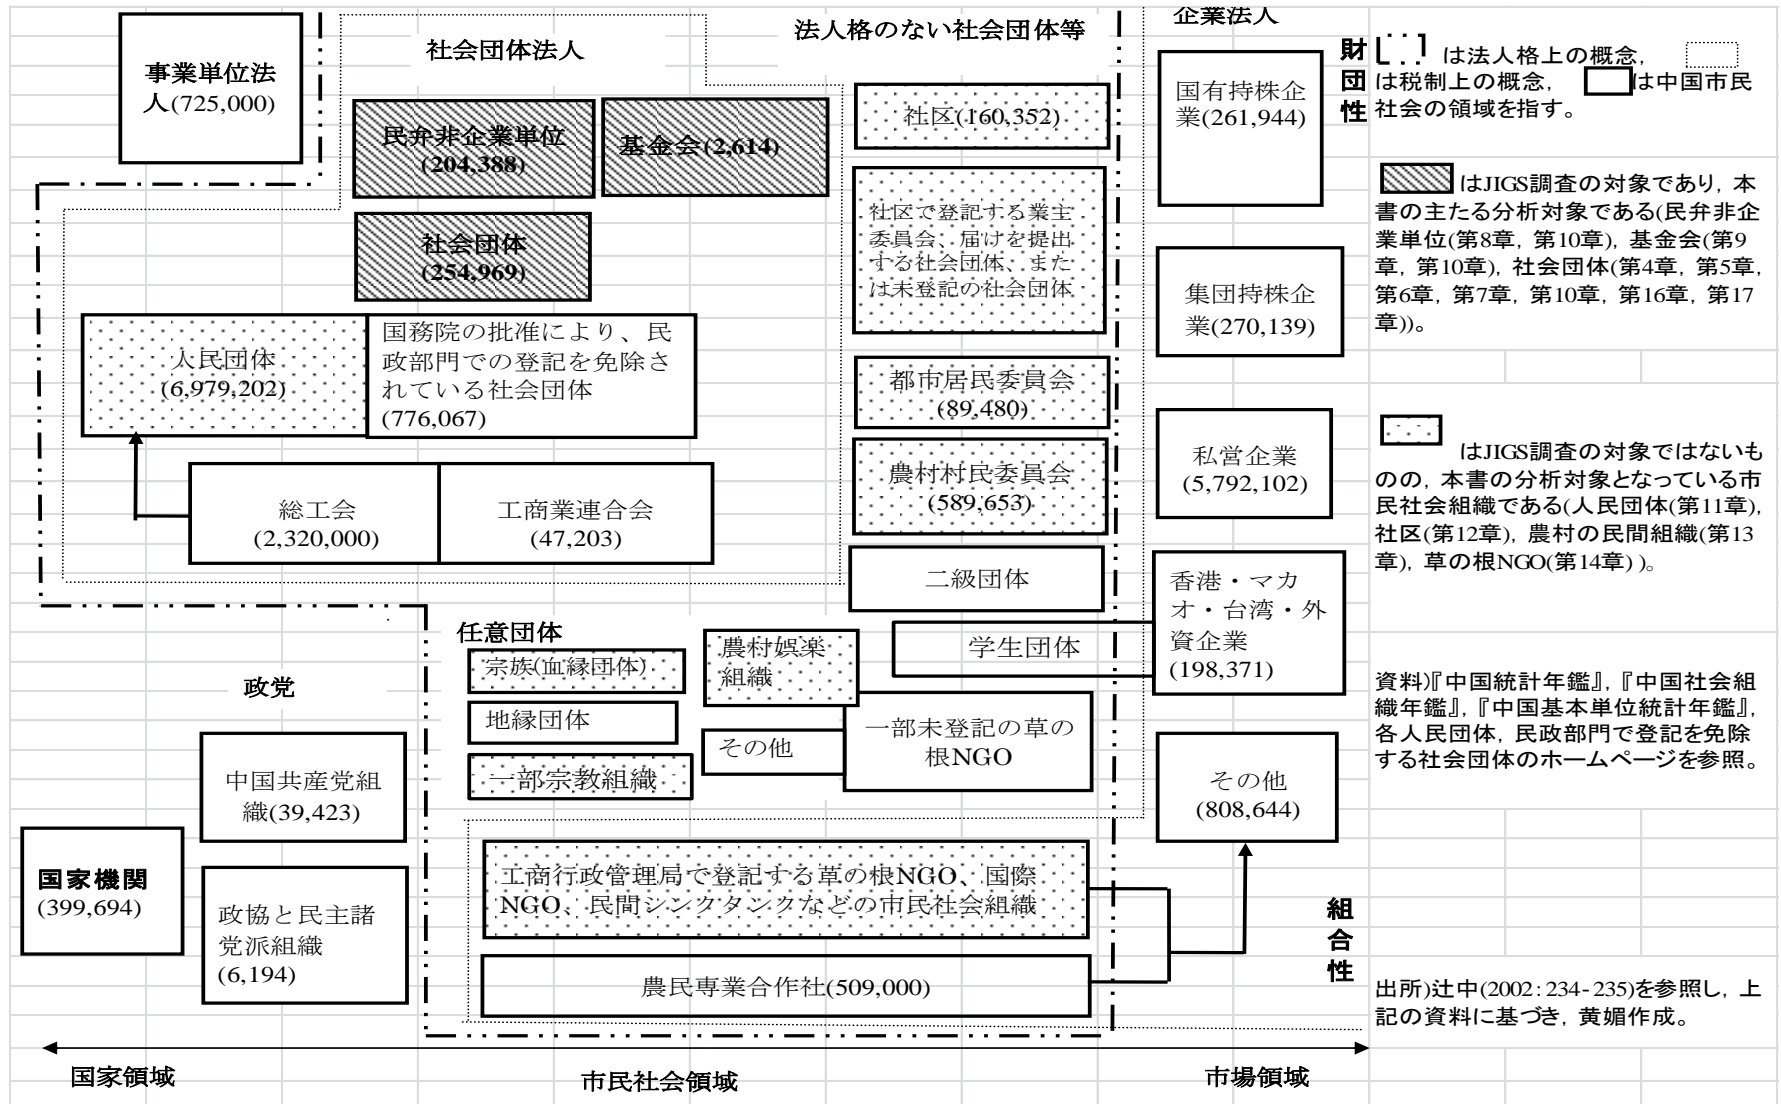 事業単位法
人(725,000)
社会団体法人
法人格のない社会団体等
企業法人
民弁非企業単位
(204,388)
基金会(2,614)
社会団体
(254,969)
人民団体
(6,979,202)
国務院の批准により、民
政部門での登記を免除さ
れている社会団体
(776,067)
総工会
(2,320,000)
工商業連合会
(47,203)
社区(160,352)
社区で登記する業主
委員会、届けを提出
する社会団体、また
は未登記の社会団体
都市居民委員会
(89,480)
農村村民委員会
(589,653)
二級団体
学生団体
任意団体
宗族(血縁団体)
地縁団体
一部宗教組織
農村娯楽
組織
その他
一部未登記の草の
根NGO
工商行政管理局で登記する草の根NGO、国際
NGO、民間シンクタンクなどの市民社会組織
農民専業合作社(509,000)
政党
中国共産党組
織(39,423)
国家機関
(399,694)
政協と民主諸
党派組織
(6,194)
国有持株企
業(261,944)
集団持株企
業(270,139)
私営企業
(5,792,102)
香港・マカ
オ・台湾・外
資企業
(198,371)
その他
(808,644)
財
団
性
組
合
性
国家領域
市民社会領域
市場領域
は法人格上の概念,
は税制上の概念, は中国市民
社会の領域を指す。
はJIGS調査の対象であり, 本
書の主たる分析対象である(民弁非企
業単位(第8章, 第10章), 基金会(第9
章, 第10章), 社会団体(第4章, 第5章,
第6章, 第7章, 第10章, 第16章, 第17
章))。
はJIGS調査の対象ではないも
のの, 本書の分析対象となっている市
民社会組織である(人民団体(第11章),
社区(第12章), 農村の民間組織(第13
章), 草の根NGO(第14章) )。
資料)『中国統計年鑑』, 『中国社会組
織年鑑』, 『中国基本単位統計年鑑』,
各人民団体, 民政部門で登記を免除
する社会団体のホームページを参照。
出所)辻中(2002:234-235)を参照し, 上
記の資料に基づき, 黄媚作成。